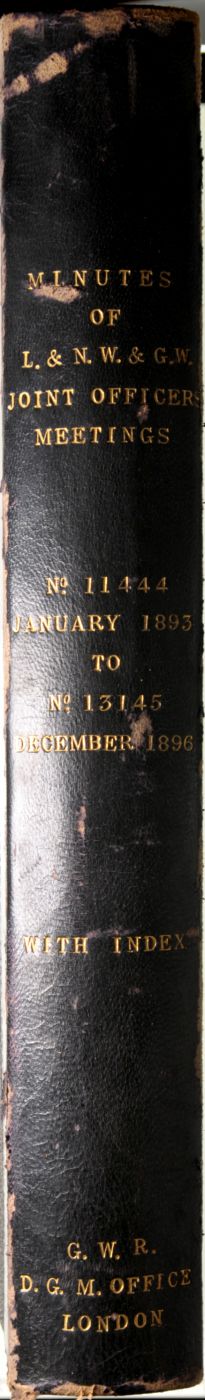 MINUTES
OF
L. & N. W. & G. W.
JOINT OFFICERS
MEETINGS
Nº 11444
JANUARY 1893
TO
Nº 13145
DECEMBER 1896
WITH INDEX
G. W. R.
D. G. M. OFFICE
LONDON